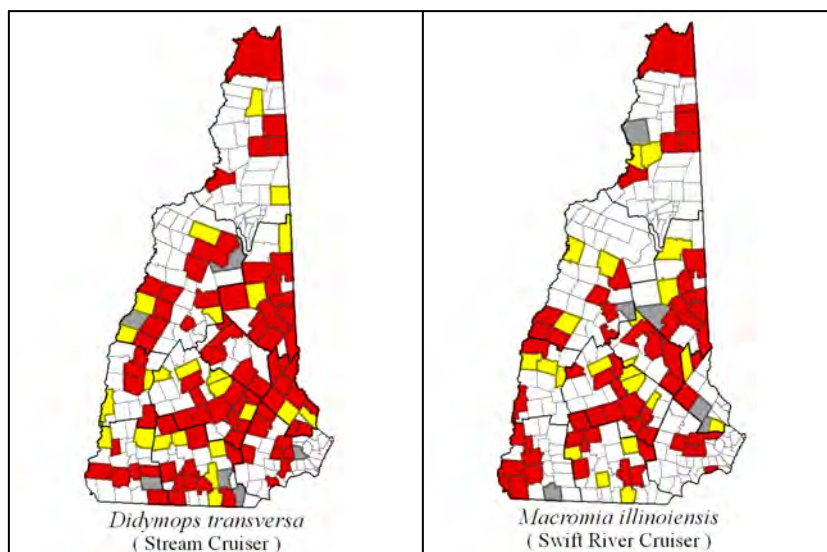 Didymops transversa
( Stream Cruiser )
Macromia illinoiensis
( Swift River Cruiser )